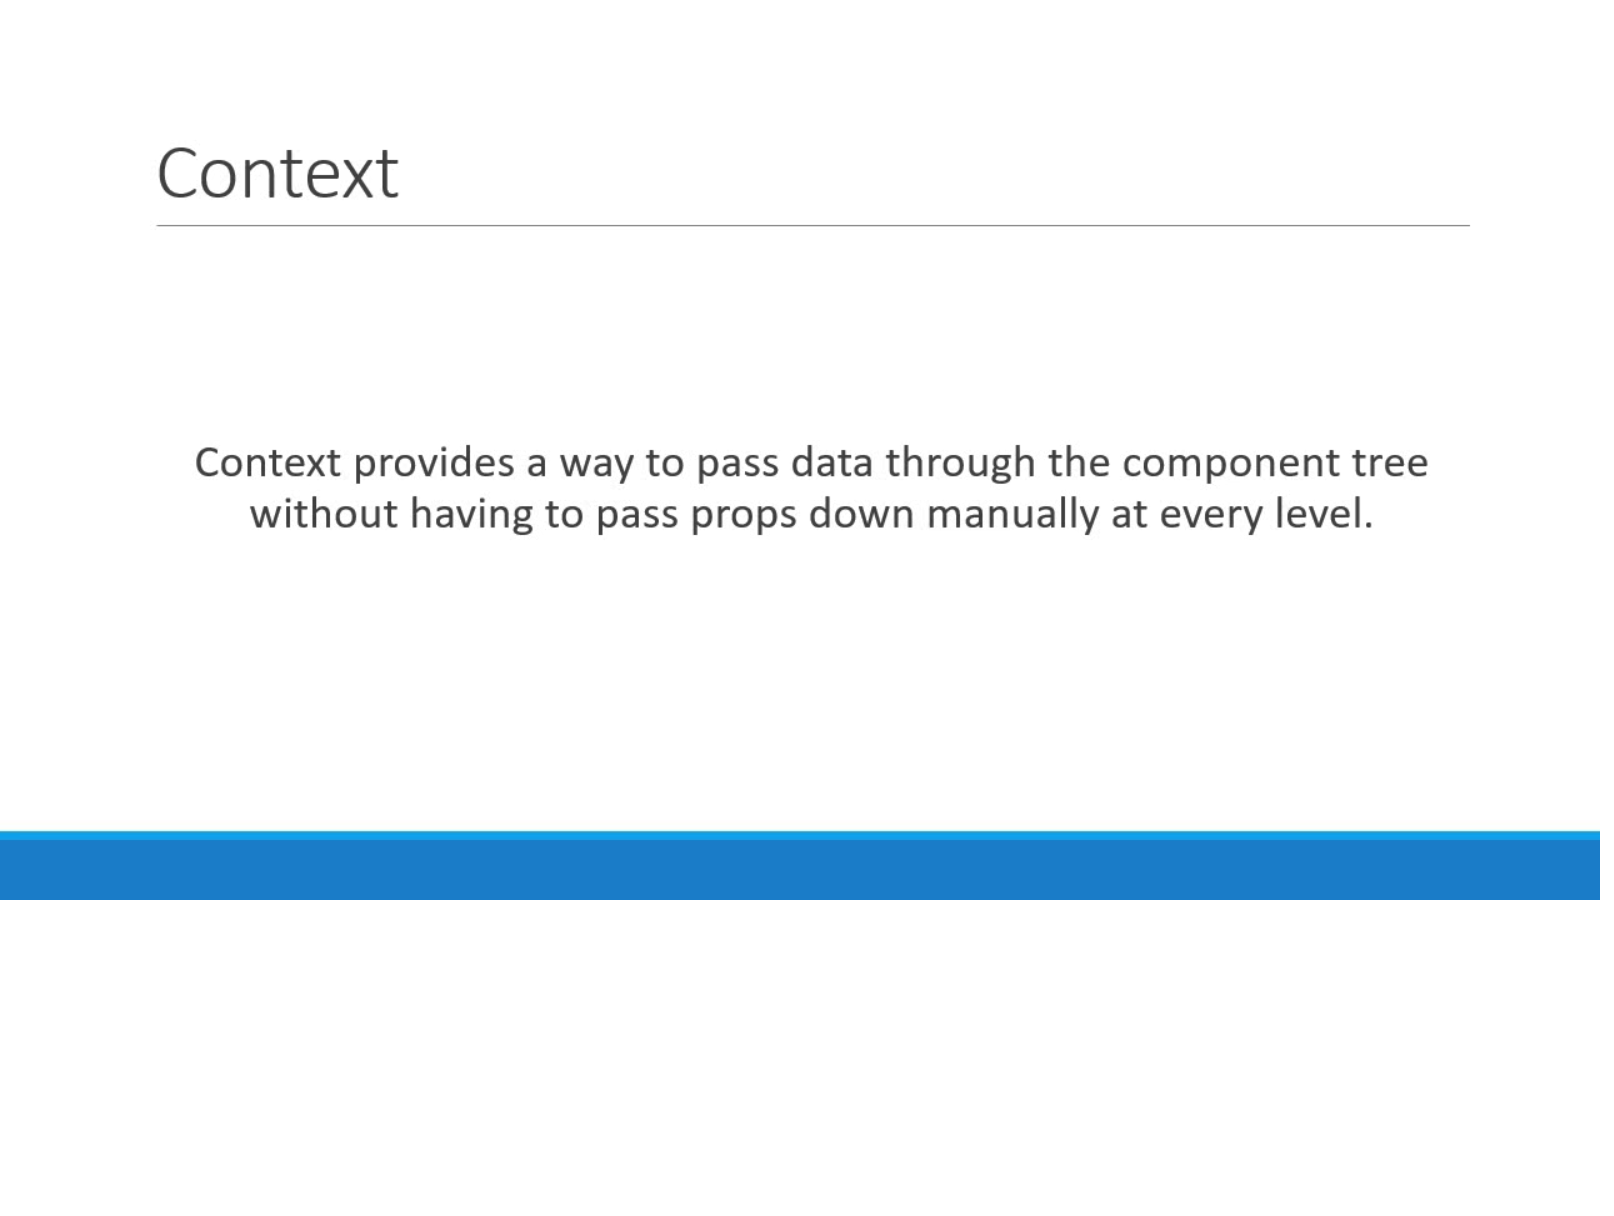 Context
Context provides a way to pass data through the component tree
without having to pass props down manually at every level.